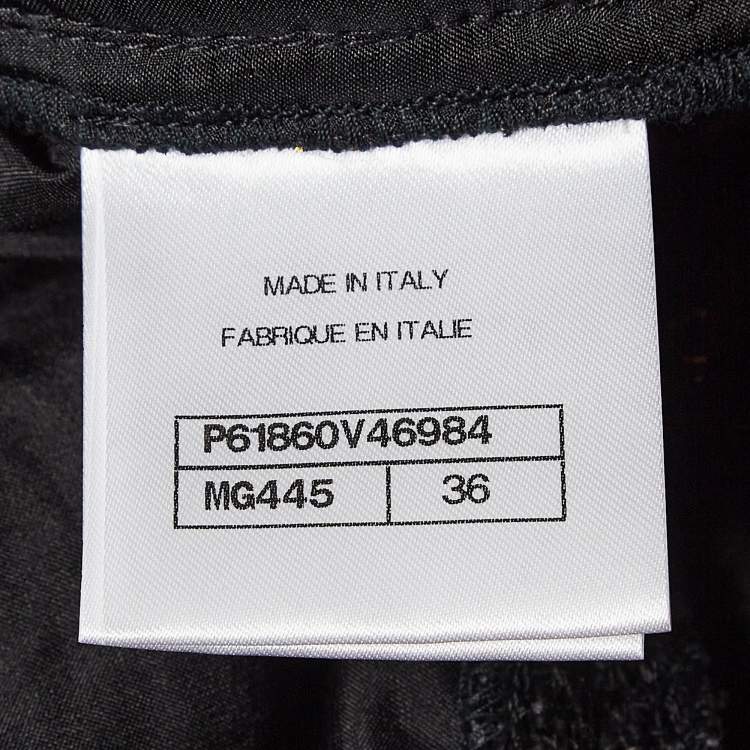 MADE IN ITALY
FABRIQUE EN ITALIE
P61860V46984
MG445 36